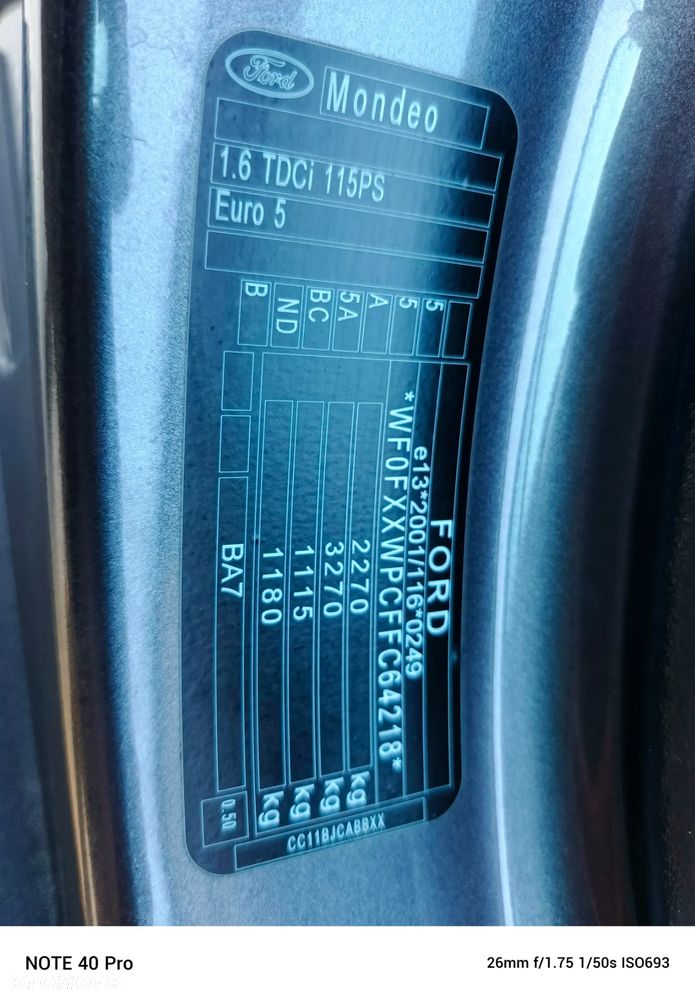 Ford
Mondeo
1.6 TDCi 115PS
Euro 5
5
5
A
5A
BC
ND
B
FORD
e13*2001/116*0249
*WF0FXXWPCFFC64218*
2270 kg
3270 kg
1115 kg
1180 kg
BA7
0.50
CC11BJCABBXX
NOTE 40 Pro
26mm f/1.75 1/50s ISO693